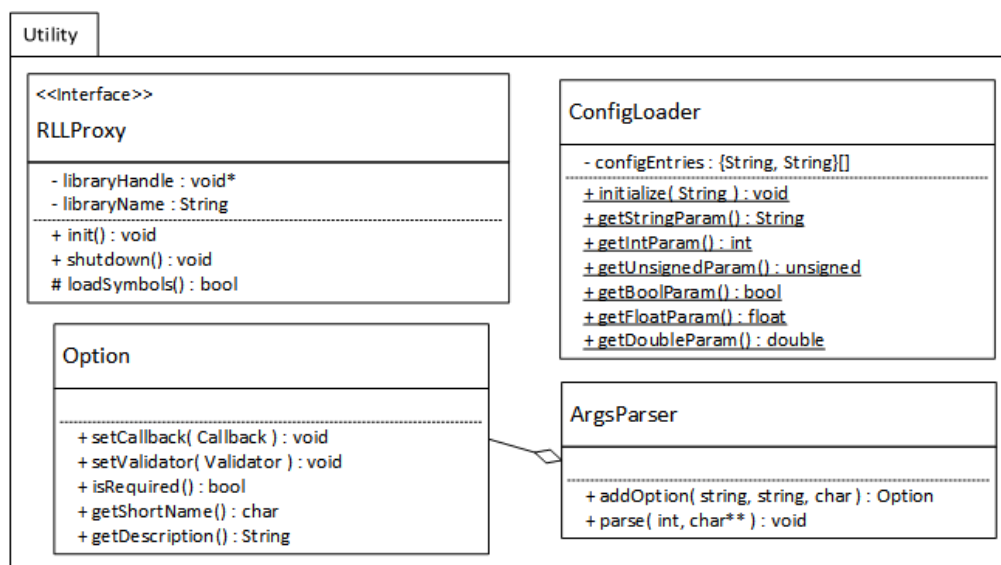 Utility
<<Interface>>
RLLProxy
- libraryHandle : void*
- libraryName : String
+ init() : void
+ shutdown() : void
# loadSymbols() : bool
ConfigLoader
- configEntries : {String, String}[]
+ initialize( String ) : void
+ getStringParam() : String
+ getIntParam() : int
+ getUnsignedParam() : unsigned
+ getBoolParam() : bool
+ getFloatParam() : float
+ getDoubleParam() : double
Option
+ setCallback( Callback ) : void
+ setValidator( Validator ) : void
+ isRequired() : bool
+ getShortName() : char
+ getDescription() : String
ArgsParser
+ addOption( string, string, char ) : Option
+ parse( int, char** ) : void